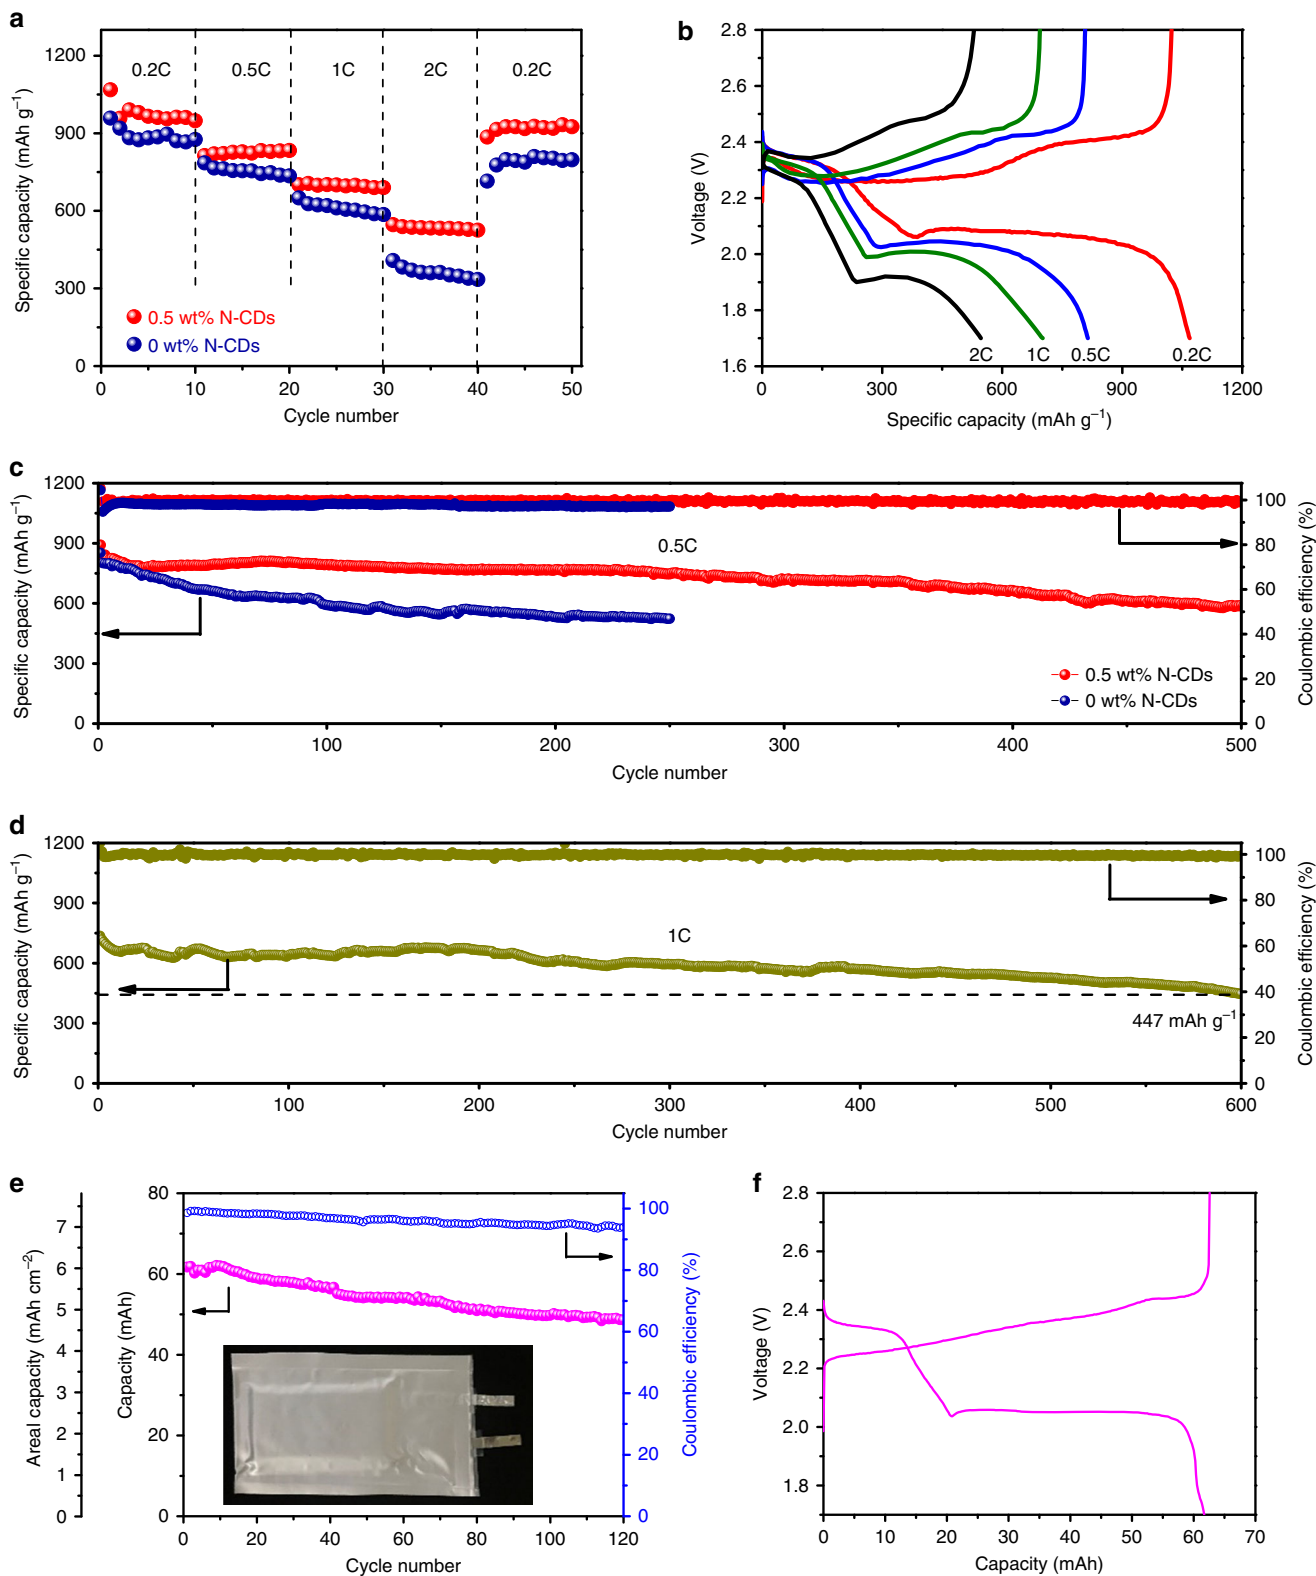 a
1200
900
600
300
0
Specific capacity (mAh g⁻¹)
0.2C 0.5C 1C 2C 0.2C
0.5 wt% N-CDs
0 wt% N-CDs
0 10 20 30 40 50
Cycle number
b
2.8
2.6
2.4
2.2
2.0
1.8
1.6
Voltage (V)
2C 1C 0.5C 0.2C
0 300 600 900 1200
Specific capacity (mAh g⁻¹)
c
1200
900
600
300
0
Specific capacity (mAh g⁻¹)
0.5C
0.5 wt% N-CDs
0 wt% N-CDs
100
80
60
40
20
0
Coulombic efficiency (%)
0 100 200 300 400 500
Cycle number
d
1200
900
600
300
0
Specific capacity (mAh g⁻¹)
1C
447 mAh g⁻¹
100
80
60
40
20
0
Coulombic efficiency (%)
0 100 200 300 400 500 600
Cycle number
e
7
6
5
4
3
2
1
0
Areal capacity (mAh cm⁻²)
80
60
40
20
0
Capacity (mAh)
100
80
60
40
20
0
Coulombic efficiency (%)
0 20 40 60 80 100 120
Cycle number
f
2.8
2.6
2.4
2.2
2.0
1.8
Voltage (V)
0 10 20 30 40 50 60 70
Capacity (mAh)